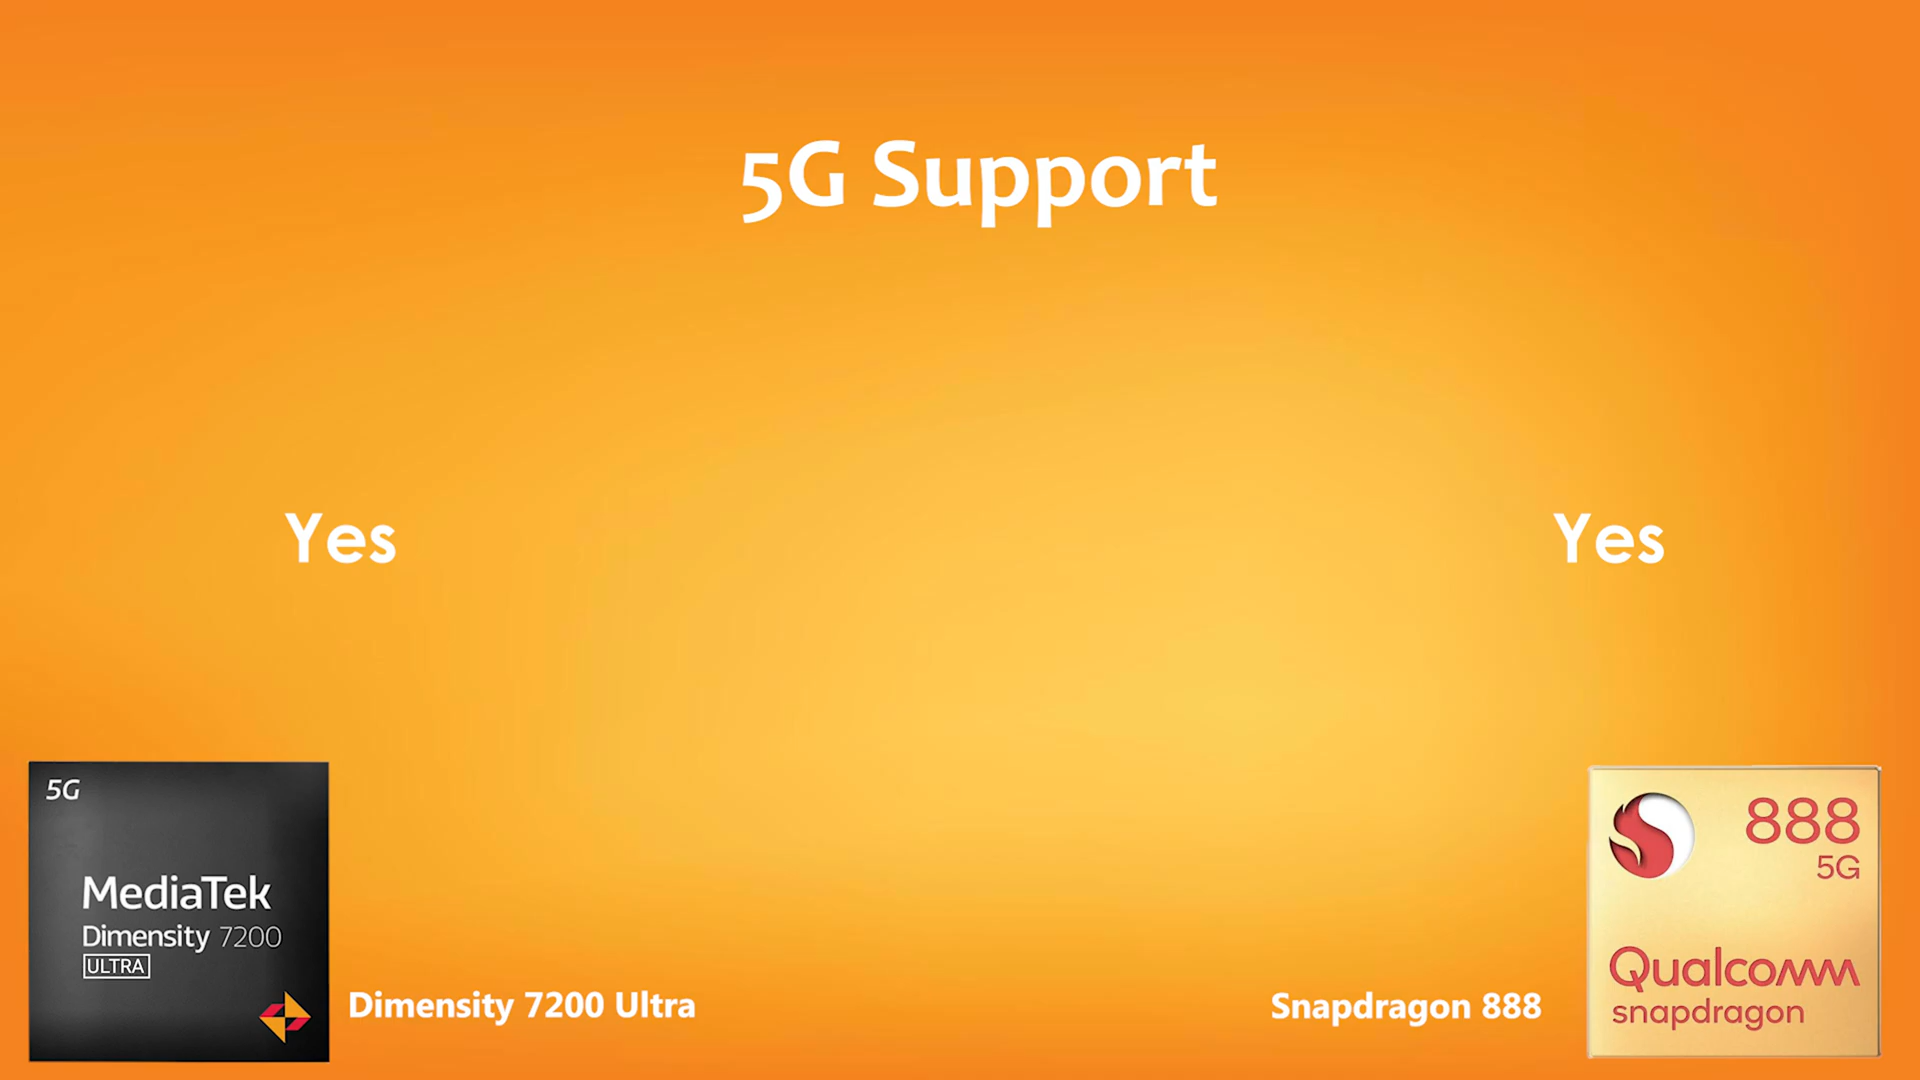 5G Support
Yes
Yes
5G
MediaTek
Dimensity 7200
ULTRA
Dimensity 7200 Ultra
Snapdragon 888
888
5G
Qualcomm
snapdragon